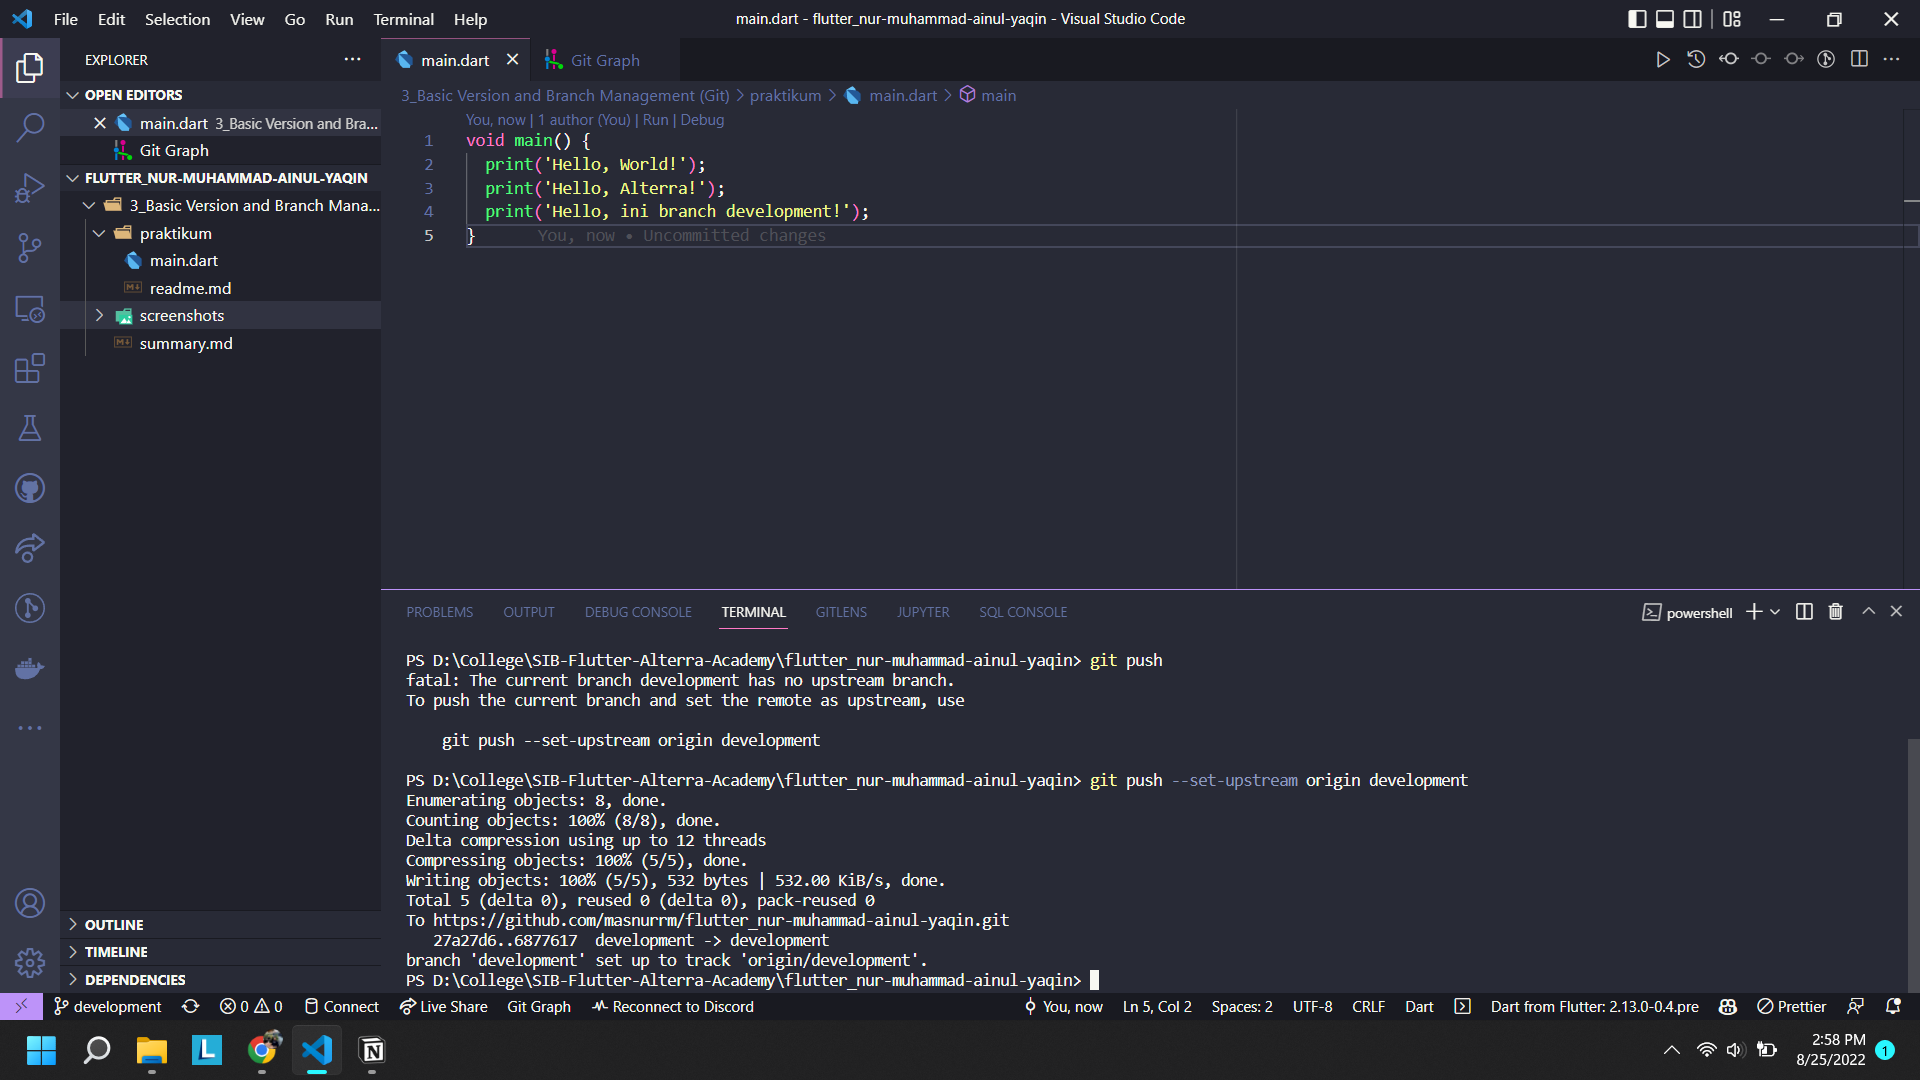 File Edit Selection View Go Run Terminal Help
main.dart - flutter_nur-muhammad-ainul-yaqin - Visual Studio Code
EXPLORER
OPEN EDITORS
main.dart 3_Basic Version and Bra...
Git Graph
FLUTTER_NUR-MUHAMMAD-AINUL-YAQIN
3_Basic Version and Branch Mana...
praktikum
main.dart
readme.md
screenshots
summary.md
OUTLINE
TIMELINE
DEPENDENCIES
main.dart
Git Graph
3_Basic Version and Branch Management (Git) > praktikum > main.dart > main
You, now | 1 author (You) | Run | Debug
1 void main() {
2 print('Hello, World!');
3 print('Hello, Alterra!');
4 print('Hello, ini branch development!');
5 } You, now • Uncommitted changes
PROBLEMS OUTPUT DEBUG CONSOLE TERMINAL GITLENS JUPYTER SQL CONSOLE
powershell
PS D:\College\SIB-Flutter-Alterra-Academy\flutter_nur-muhammad-ainul-yaqin> git push
fatal: The current branch development has no upstream branch.
To push the current branch and set the remote as upstream, use
git push --set-upstream origin development
PS D:\College\SIB-Flutter-Alterra-Academy\flutter_nur-muhammad-ainul-yaqin> git push --set-upstream origin development
Enumerating objects: 8, done.
Counting objects: 100% (8/8), done.
Delta compression using up to 12 threads
Compressing objects: 100% (5/5), done.
Writing objects: 100% (5/5), 532 bytes | 532.00 KiB/s, done.
Total 5 (delta 0), reused 0 (delta 0), pack-reused 0
To https://github.com/masnurrm/flutter_nur-muhammad-ainul-yaqin.git
27a27d6..6877617 development -> development
branch 'development' set up to track 'origin/development'.
PS D:\College\SIB-Flutter-Alterra-Academy\flutter_nur-muhammad-ainul-yaqin>
development 0 0 Connect Live Share Git Graph Reconnect to Discord
You, now Ln 5, Col 2 Spaces: 2 UTF-8 CRLF Dart Dart from Flutter: 2.13.0-0.4.pre Prettier
2:58 PM
8/25/2022
1